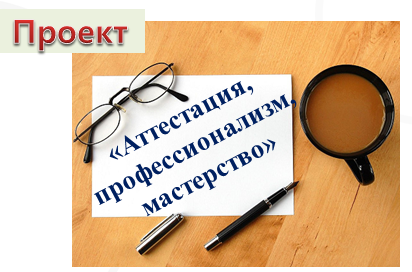 Проект
«Аттестация,
профессионализм,
мастерство»